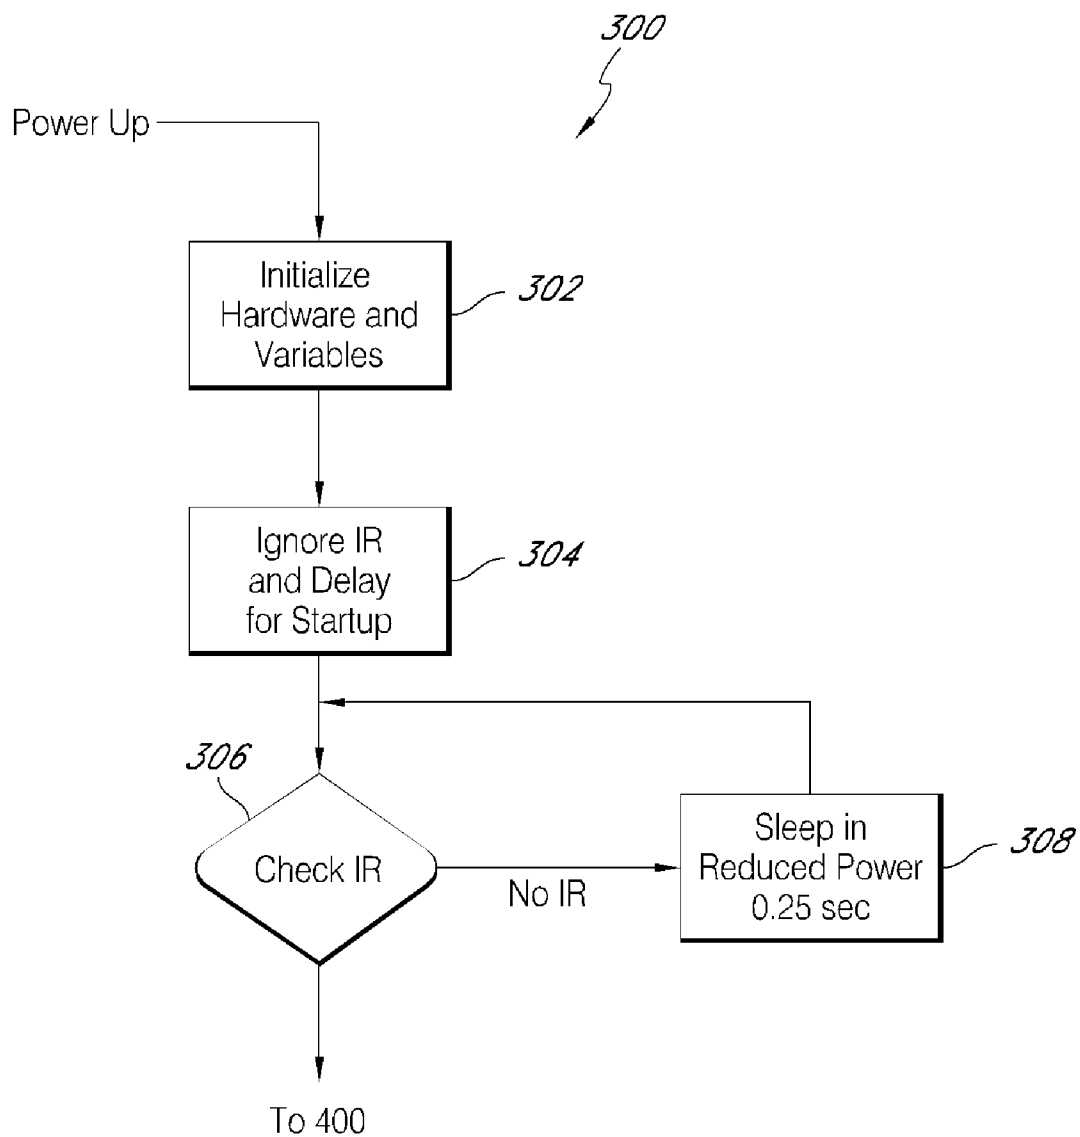 300
Power Up
Initialize
Hardware and
Variables
302
Ignore IR
and Delay
for Startup
304
306
Check IR
No IR
Sleep in
Reduced Power
0.25 sec
308
To 400